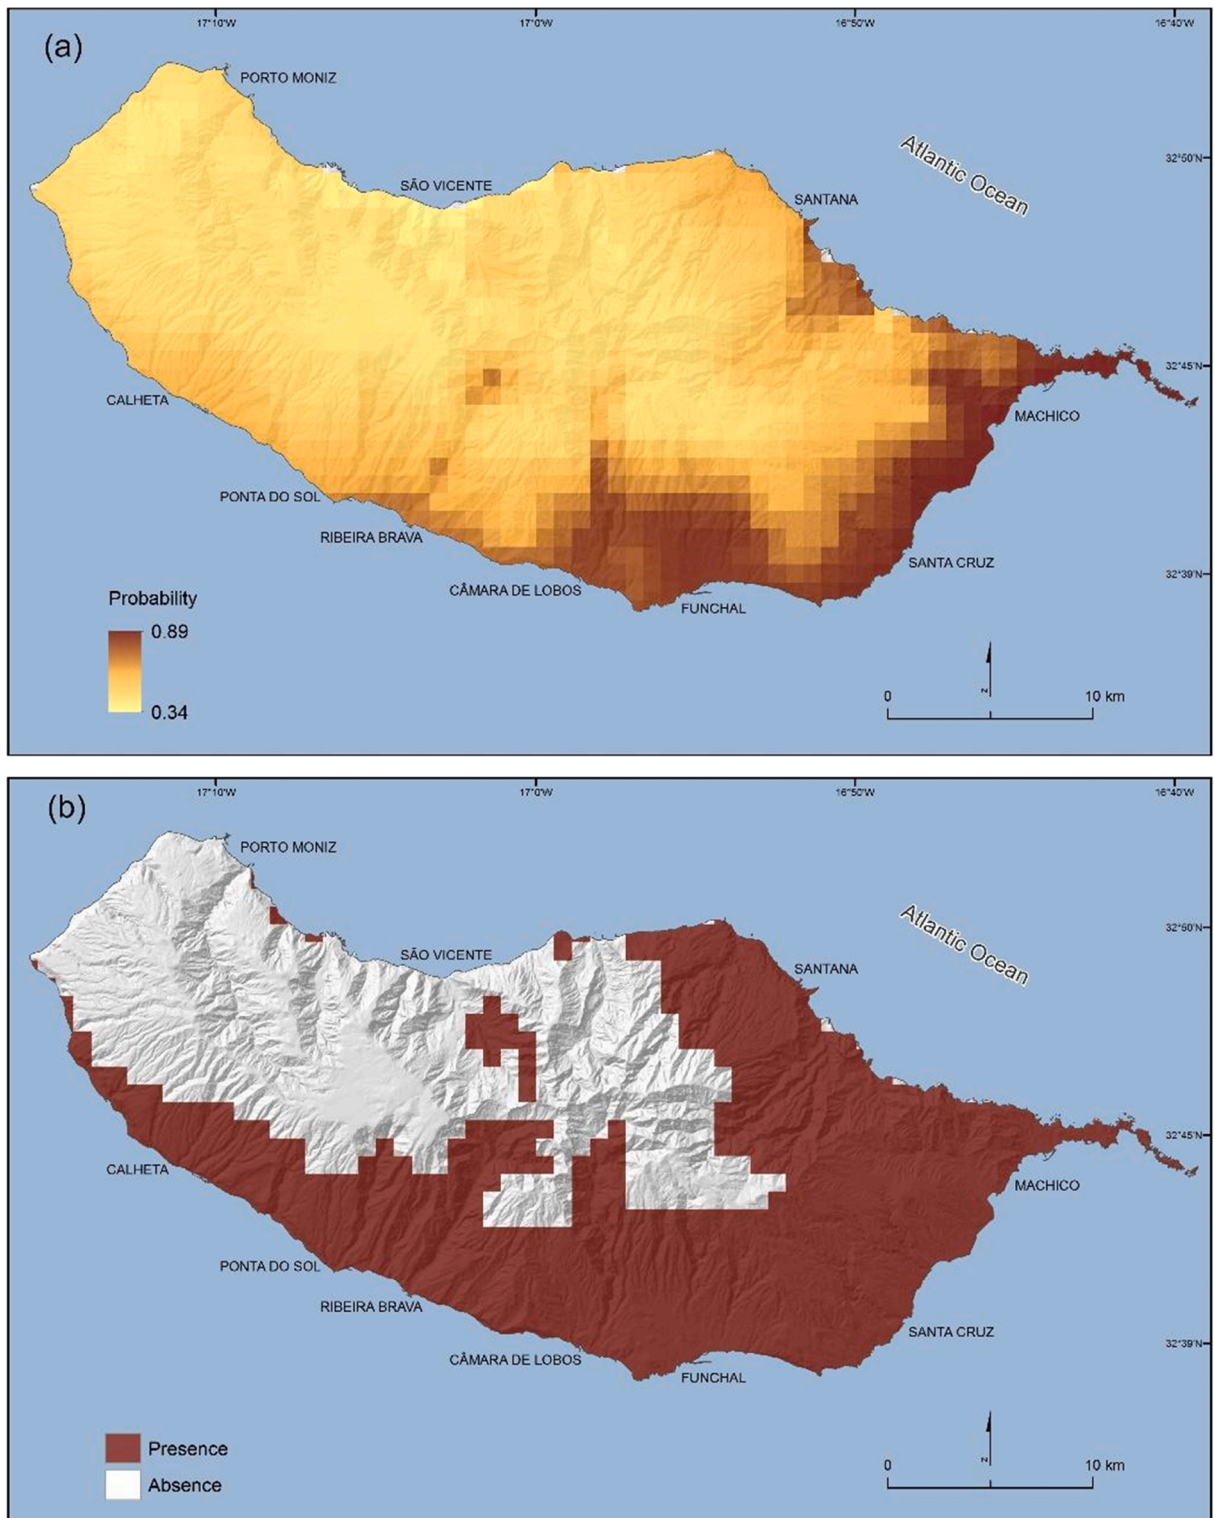 17°10'W 17°0'W 16°50'W 16°40'W
(a)
PORTO MONIZ
Atlantic Ocean
32°50'N
SÃO VICENTE
SANTANA
32°45'N
CALHETA
MACHICO
PONTA DO SOL
RIBEIRA BRAVA
SANTA CRUZ
32°39'N
CÂMARA DE LOBOS
FUNCHAL
Probability
0.89
0.34
N
0 10 km
17°10'W 17°0'W 16°50'W 16°40'W
(b)
PORTO MONIZ
Atlantic Ocean
32°50'N
SÃO VICENTE
SANTANA
32°45'N
CALHETA
MACHICO
PONTA DO SOL
RIBEIRA BRAVA
SANTA CRUZ
32°39'N
CÂMARA DE LOBOS
FUNCHAL
Presence
Absence
N
0 10 km